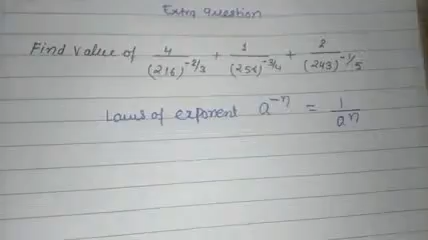 Extra question
Find value of 4/(216)^-2/3 + 1/(256)^-3/4 + 2/(243)^-1/5
Laws of exponent a^-n = 1/a^n